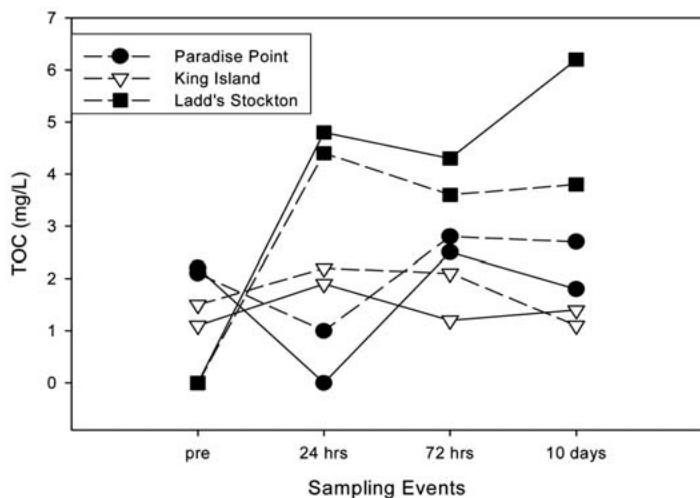 7
6
5
4
3
2
1
0
TOC (mg/L)
Paradise Point
King Island
Ladd's Stockton
pre
24 hrs
72 hrs
10 days
Sampling Events